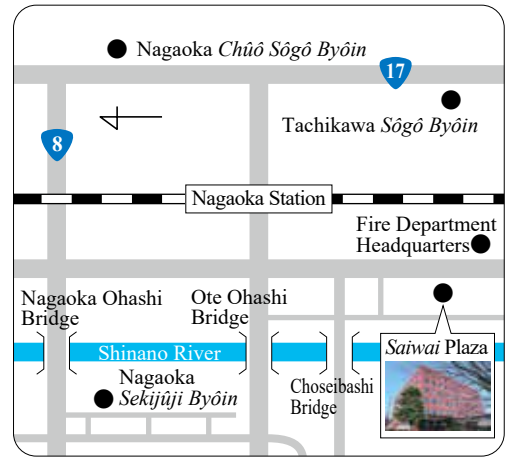 Nagaoka Chûô Sôgô Byôin
17
Tachikawa Sôgô Byôin
8
Nagaoka Station
Fire Department
Headquarters
Nagaoka Ohashi
Bridge
Ote Ohashi
Bridge
Saiwai Plaza
Shinano River
Nagaoka
Sekijûji Byôin
Choseibashi
Bridge